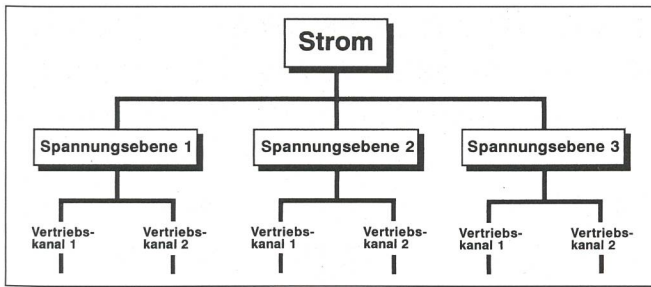 Strom
Spannungsebene 1 Spannungsebene 2 Spannungsebene 3
Vertriebs- Vertriebs- Vertriebs- Vertriebs- Vertriebs- Vertriebs-
kanal 1 kanal 2 kanal 1 kanal 2 kanal 1 kanal 2